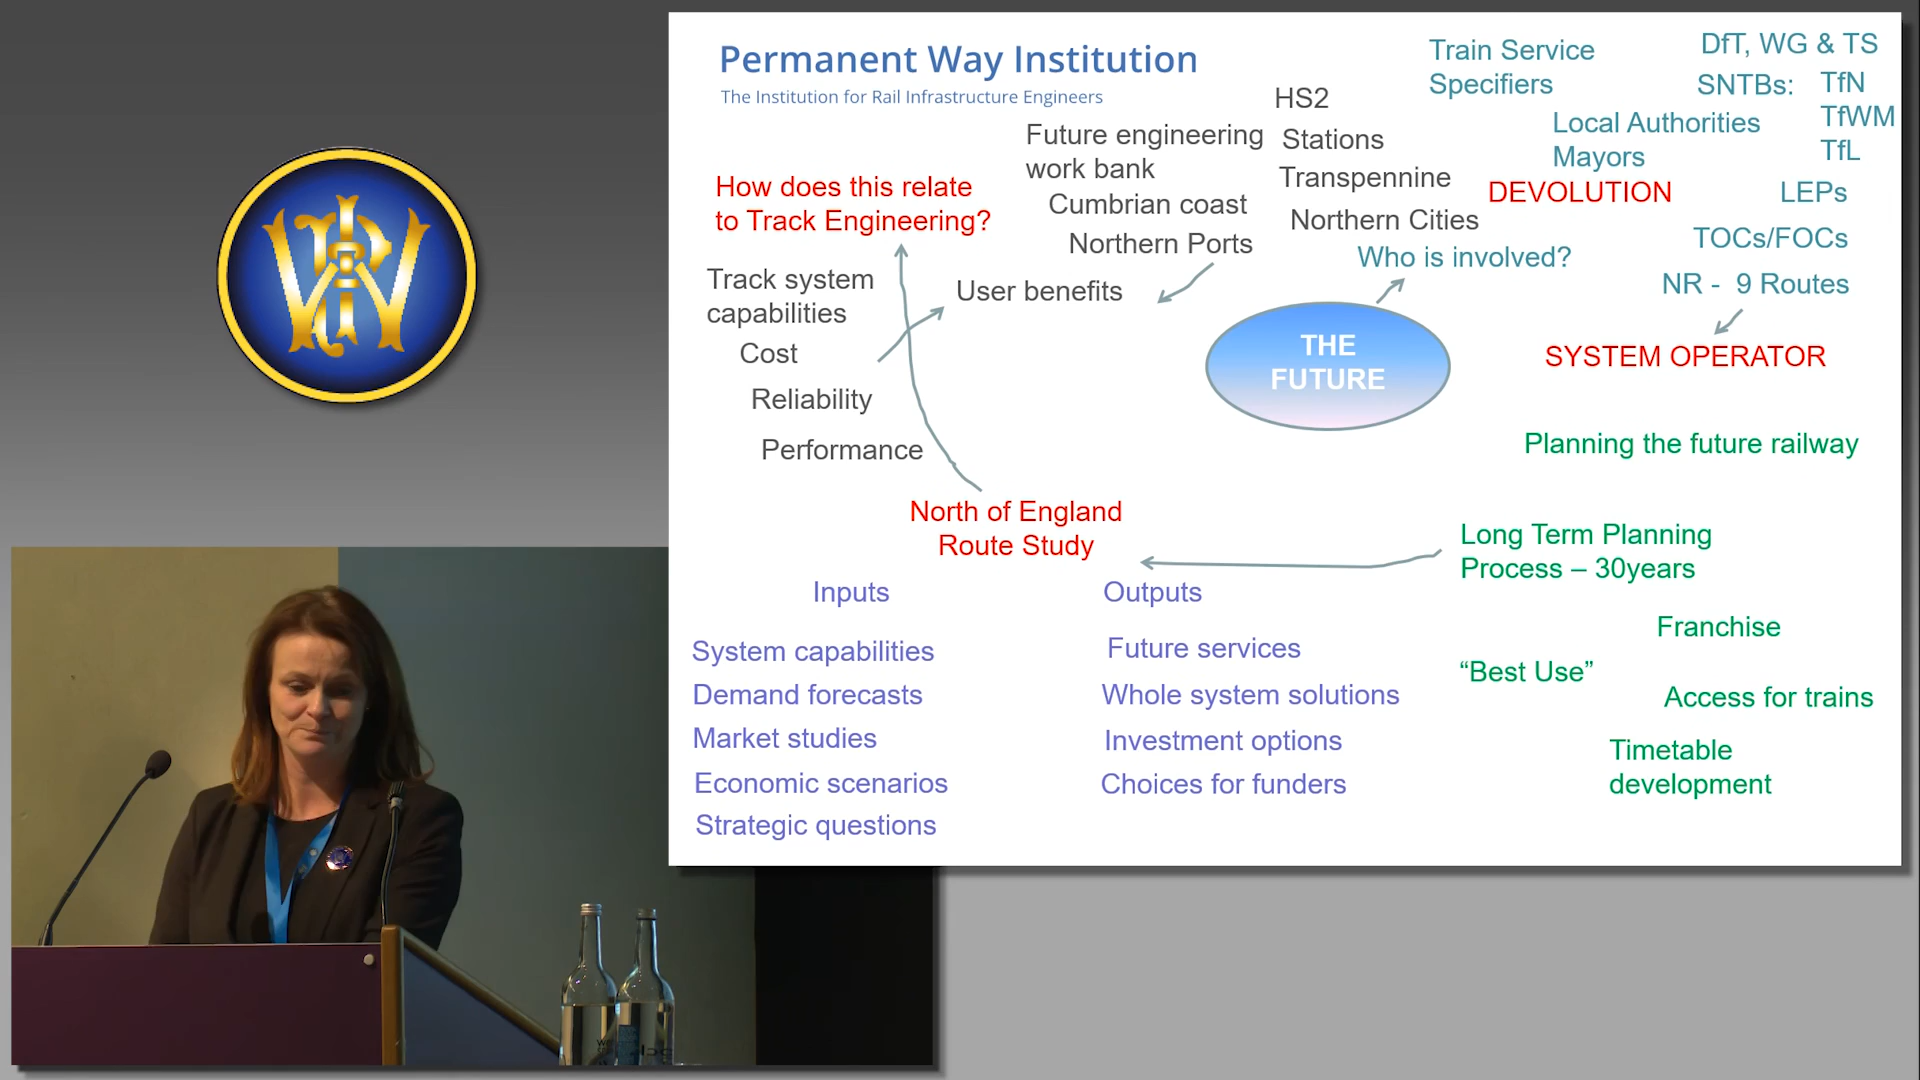 Permanent Way Institution
The Institution for Rail Infrastructure Engineers
Train Service
Specifiers
DfT, WG & TS
SNTBs:
TfN
TfWM
TfL
Local Authorities
Mayors
DEVOLUTION
LEPs
TOCs/FOCs
NR - 9 Routes
Who is involved?
SYSTEM OPERATOR
HS2
Stations
Transpennine
Northern Cities
Future engineering
work bank
Cumbrian coast
Northern Ports
User benefits
How does this relate
to Track Engineering?
Track system
capabilities
Cost
Reliability
Performance
THE
FUTURE
Planning the future railway
Long Term Planning
Process – 30years
Franchise
“Best Use”
Access for trains
Timetable
development
North of England
Route Study
Inputs
System capabilities
Demand forecasts
Market studies
Economic scenarios
Strategic questions
Outputs
Future services
Whole system solutions
Investment options
Choices for funders